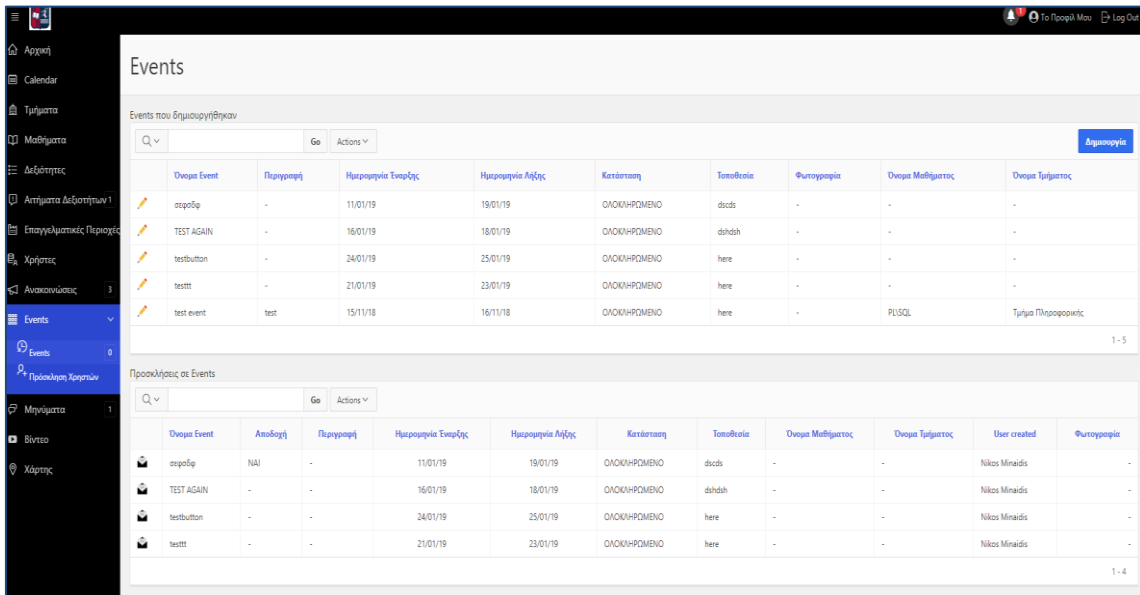 1 Το Προφίλ Μου Log Out
Αρχική
Calendar
Τμήματα
Μαθήματα
Δεξιότητες
Αιτήματα Δεξιοτήτων 1
Επαγγελματικές Περιοχές
Χρήστες
Ανακοινώσεις 3
Events
Events 0
Πρόσκληση Χρηστών
Μηνύματα 1
Βίντεο
Χάρτης
Events
Events που δημιουργήθηκαν
Go Actions Δημιουργία
Όνομα Event Περιγραφή Ημερομηνία Έναρξης Ημερομηνία Λήξης Κατάσταση Τοποθεσία Φωτογραφία Όνομα Μαθήματος Όνομα Τμήματος
- 11/01/19 19/01/19 ΟΛΟΚΛΗΡΩΜΕΝΟ dscds - - -
TEST AGAIN - 16/01/19 18/01/19 ΟΛΟΚΛΗΡΩΜΕΝΟ dshdsh - - -
testbutton - 24/01/19 25/01/19 ΟΛΟΚΛΗΡΩΜΕΝΟ here - - -
testtt - 21/01/19 23/01/19 ΟΛΟΚΛΗΡΩΜΕΝΟ here - - -
test event test 15/11/18 16/11/18 ΟΛΟΚΛΗΡΩΜΕΝΟ here - PL\SQL Τμήμα Πληροφορικής
1 - 5
Προσκλήσεις σε Events
Go Actions
Όνομα Event Αποδοχή Περιγραφή Ημερομηνία Έναρξης Ημερομηνία Λήξης Κατάσταση Τοποθεσία Όνομα Μαθήματος Όνομα Τμήματος User created Φωτογραφία
ΝΑΙ - 11/01/19 19/01/19 ΟΛΟΚΛΗΡΩΜΕΝΟ dscds - - Nikos Minaidis -
TEST AGAIN - - 16/01/19 18/01/19 ΟΛΟΚΛΗΡΩΜΕΝΟ dshdsh - - Nikos Minaidis -
testbutton - - 24/01/19 25/01/19 ΟΛΟΚΛΗΡΩΜΕΝΟ here - - Nikos Minaidis -
testtt - - 21/01/19 23/01/19 ΟΛΟΚΛΗΡΩΜΕΝΟ here - - Nikos Minaidis -
1 - 4